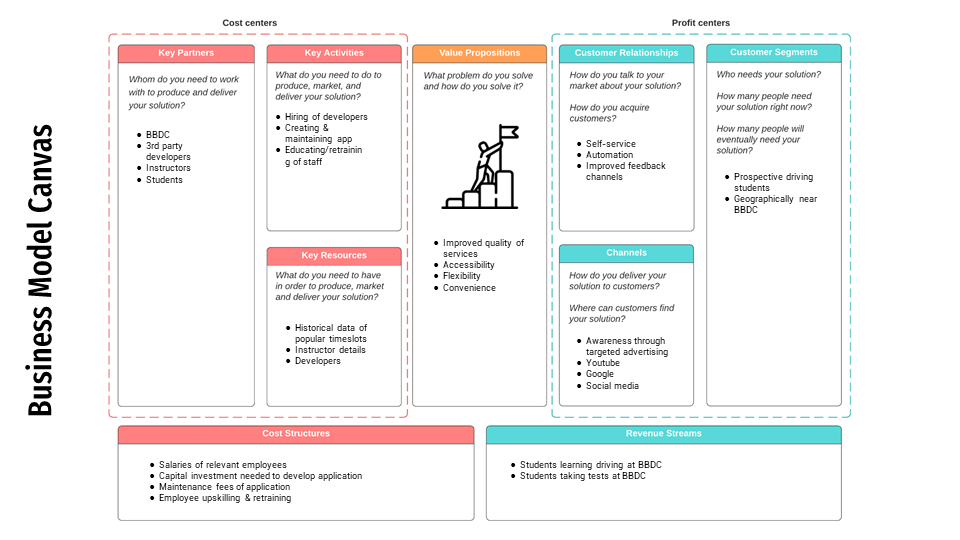 Cost centers
Profit centers
Business Model Canvas
Key Partners
Whom do you need to work
with to produce and deliver
your solution?
● BBDC
● 3rd party
developers
● Instructors
● Students
Key Activities
What do you need to do to
produce, market, and
deliver your solution?
● Hiring of developers
● Creating &
maintaining app
● Educating/retrainin
g of staff
Key Resources
What do you need to have
in order to produce, market
and deliver your solution?
● Historical data of
popular timeslots
● Instructor details
● Developers
Value Propositions
What problem do you solve
and how do you solve it?
● Improved quality of
services
● Accessibility
● Flexibility
● Convenience
Customer Relationships
How do you talk to your
market about your solution?
How do you acquire
customers?
● Self-service
● Automation
● Improved feedback
channels
Channels
How do you deliver your
solution to customers?
Where can customers find
your solution?
● Awareness through
targeted advertising
● Youtube
● Google
● Social media
Customer Segments
Who needs your solution?
How many people need
your solution right now?
How many people will
eventually need your
solution?
● Prospective driving
students
● Geographically near
BBDC
Cost Structures
● Salaries of relevant employees
● Capital investment needed to develop application
● Maintenance fees of application
● Employee upskilling & retraining
Revenue Streams
● Students learning driving at BBDC
● Students taking tests at BBDC